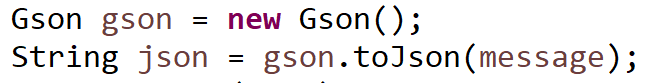 Gson gson = new Gson();
String json = gson.toJson(message);